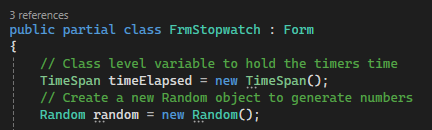 3 references
public partial class FrmStopwatch : Form
{
// Class level variable to hold the timers time
TimeSpan timeElapsed = new TimeSpan();
// Create a new Random object to generate numbers
Random random = new Random();